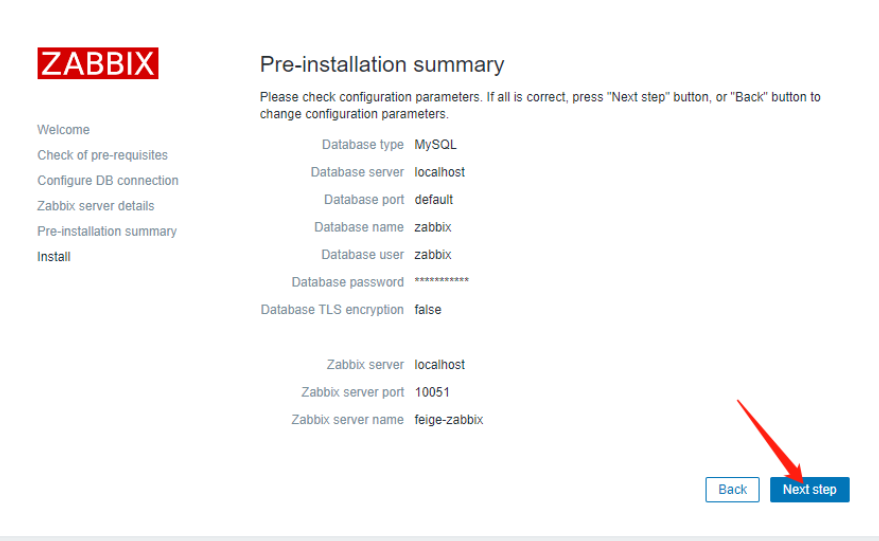 ZABBIX
Welcome
Check of pre-requisites
Configure DB connection
Zabbix server details
Pre-installation summary
Install
Pre-installation summary
Please check configuration parameters. If all is correct, press "Next step" button, or "Back" button to
change configuration parameters.
Database type MySQL
Database server localhost
Database port default
Database name zabbix
Database user zabbix
Database password ***********
Database TLS encryption false
Zabbix server localhost
Zabbix server port 10051
Zabbix server name feige-zabbix
Back Next step